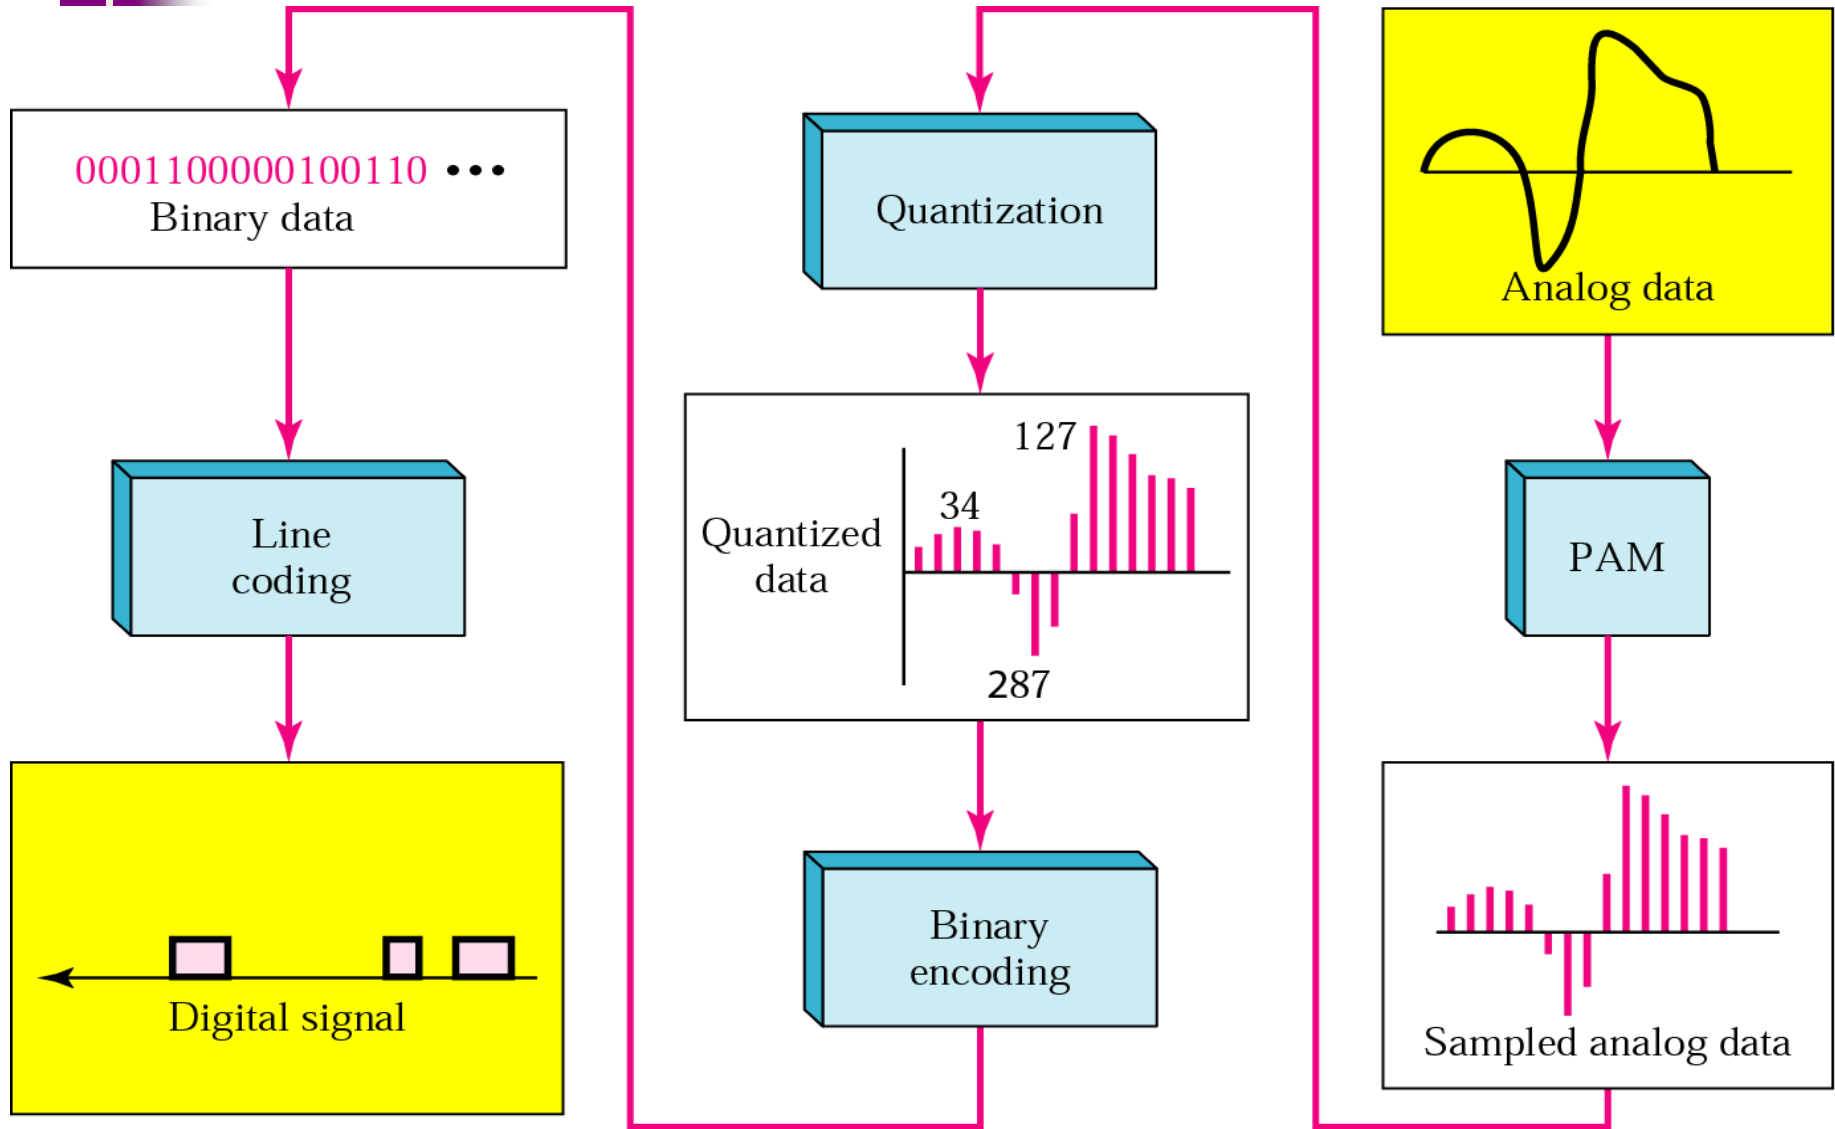 0001100000100110 •••
Binary data
Line
coding
Digital signal
Quantization
127
34
Quantized
data
287
Binary
encoding
Analog data
PAM
Sampled analog data